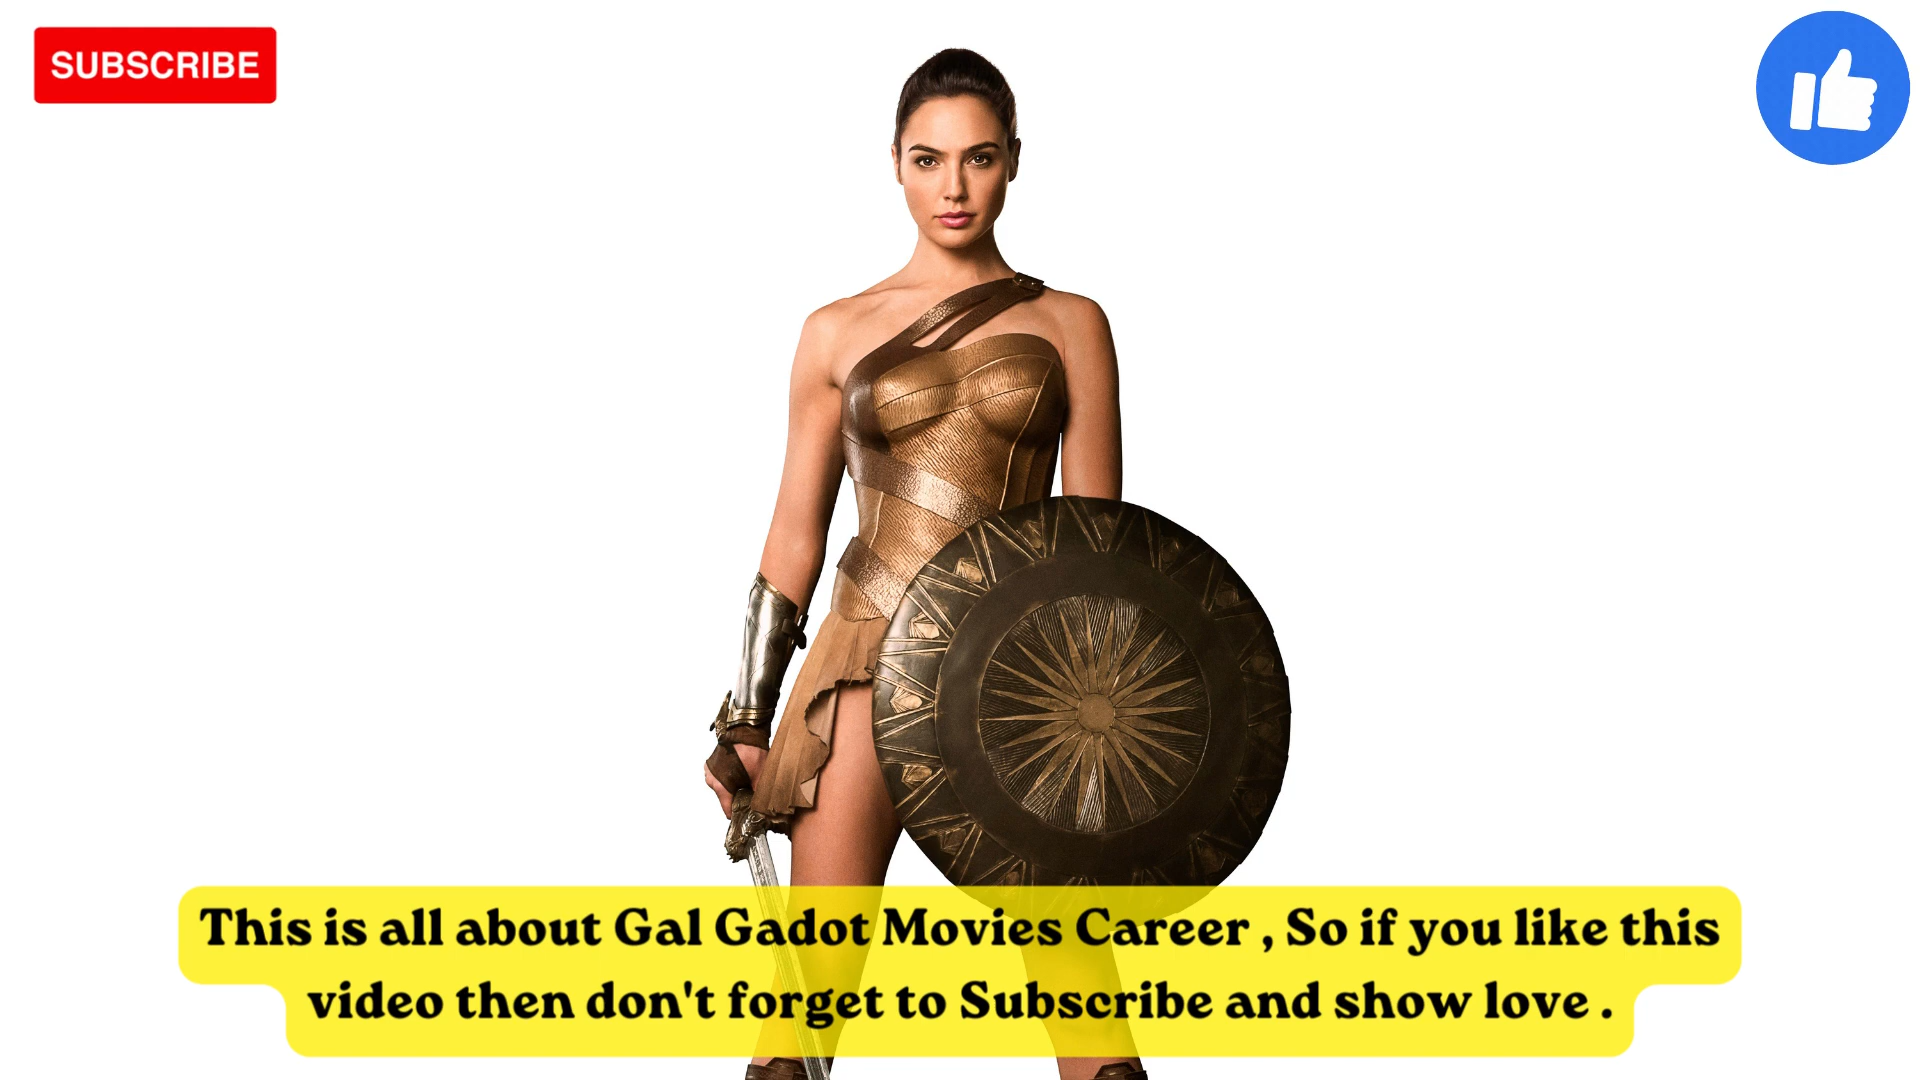 SUBSCRIBE
This is all about Gal Gadot Movies Career , So if you like this
video then don't forget to Subscribe and show love .